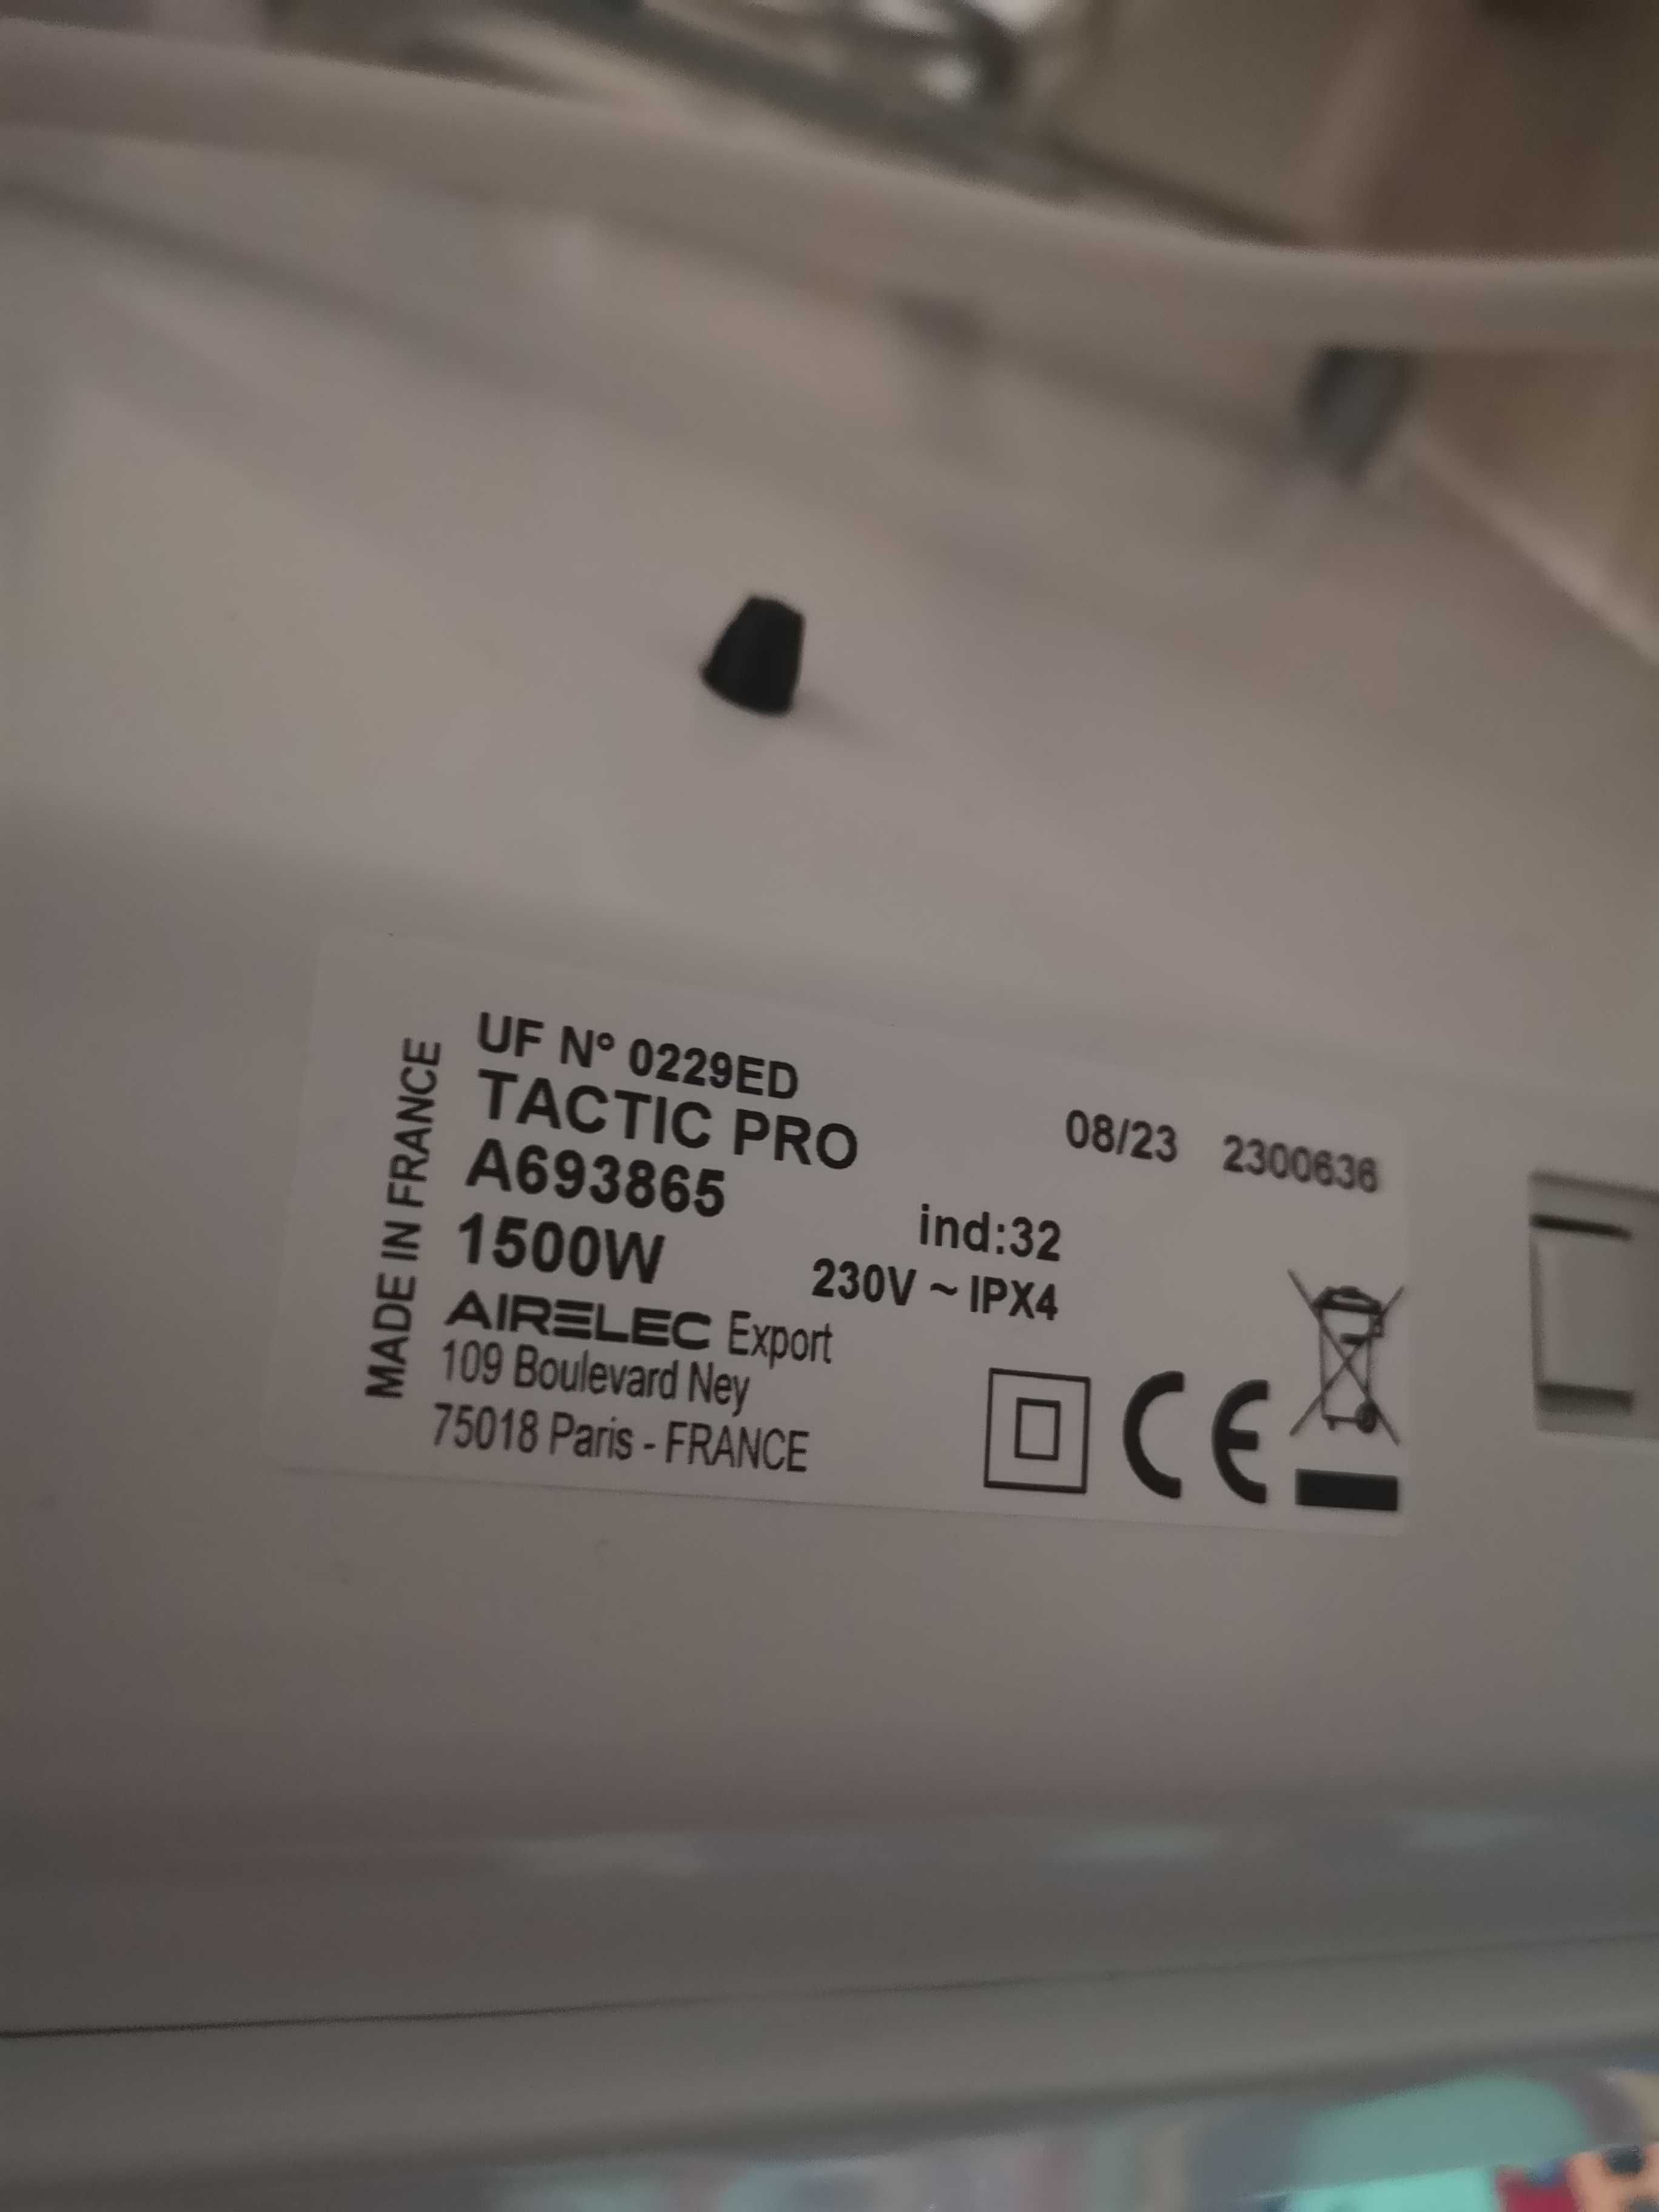 MADE IN FRANCE
UF N° 0229ED
TACTIC PRO
08/23 2300636
A693865
ind:32
1500W
230V ~ IPX4
AIRELEC Export
109 Boulevard Ney
75018 Paris - FRANCE
CE